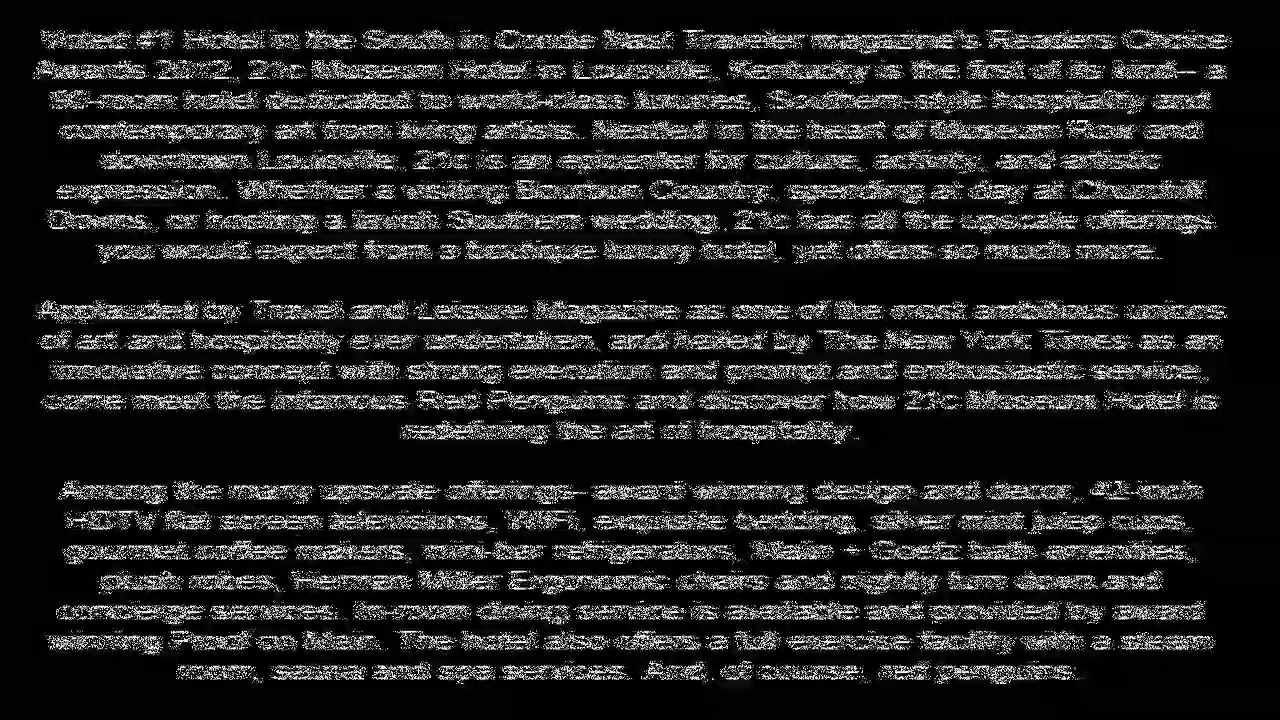 Voted #1 Hotel in the South in Conde Nast Traveler magazine's Readers Choice
Awards 2012, 21c Museum Hotel in Louisville, Kentucky is the first of its kind— a
90-room hotel dedicated to world-class luxuries, Southern-style hospitality and
contemporary art from living artists. Nestled in the heart of Museum Row and
downtown Louisville, 21c is an epicenter for culture, activity, and artistic
expression. Whether a visiting Bourbon Country, spending at day at Churchill
Downs, or hosting a lavish Southern wedding, 21c has all the upscale offerings
you would expect from a boutique luxury hotel, yet offers so much more.
Applauded by Travel and Leisure Magazine as one of the most ambitious unions
of art and hospitality ever undertaken, and hailed by The New York Times as an
innovative concept with strong execution and prompt and enthusiastic service,
come meet the infamous Red Penguins and discover how 21c Museum Hotel is
redefining the art of hospitality.
Among the many upscale offerings– award winning design and decor, 42-inch
HDTV flat screen televisions, WiFi, exquisite bedding, silver mint julep cups,
gourmet coffee makers, mini-bar refrigerators, Malin + Goetz bath amenities,
plush robes, Herman Miller Ergonomic chairs and nightly turn down and
concierge services. In-room dining service is available and provided by award
winning Proof on Main. The hotel also offers a full exercise facility with a steam
room, sauna and spa services. And, of course, red penguins.